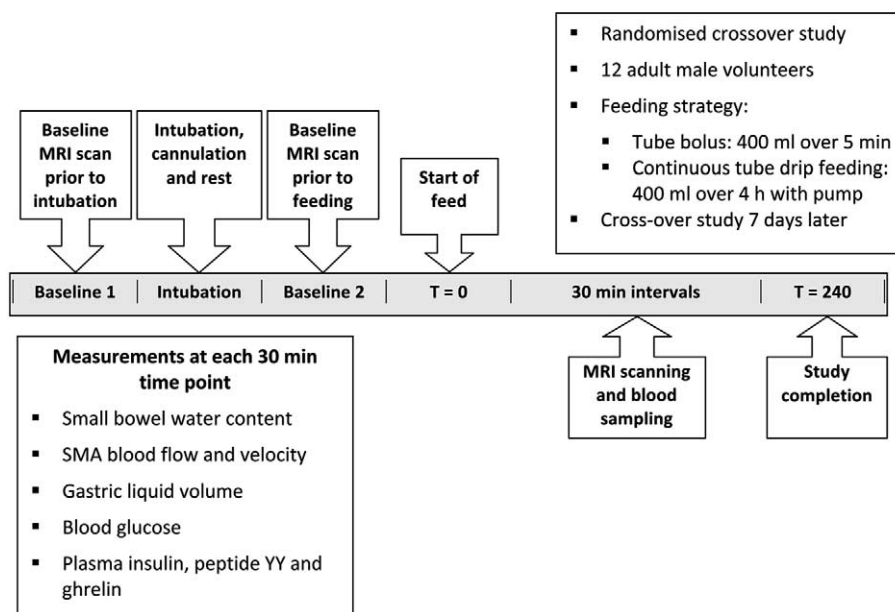 ▪ Randomised crossover study
▪ 12 adult male volunteers
▪ Feeding strategy:
▪ Tube bolus: 400 ml over 5 min
▪ Continuous tube drip feeding:
400 ml over 4 h with pump
▪ Cross-over study 7 days later
Baseline
MRI scan
prior to
intubation
Intubation,
cannulation
and rest
Baseline
MRI scan
prior to
feeding
Start of
feed
Baseline 1
Intubation
Baseline 2
T = 0
30 min intervals
T = 240
Measurements at each 30 min
time point
▪ Small bowel water content
▪ SMA blood flow and velocity
▪ Gastric liquid volume
▪ Blood glucose
▪ Plasma insulin, peptide YY and
ghrelin
MRI scanning
and blood
sampling
Study
completion